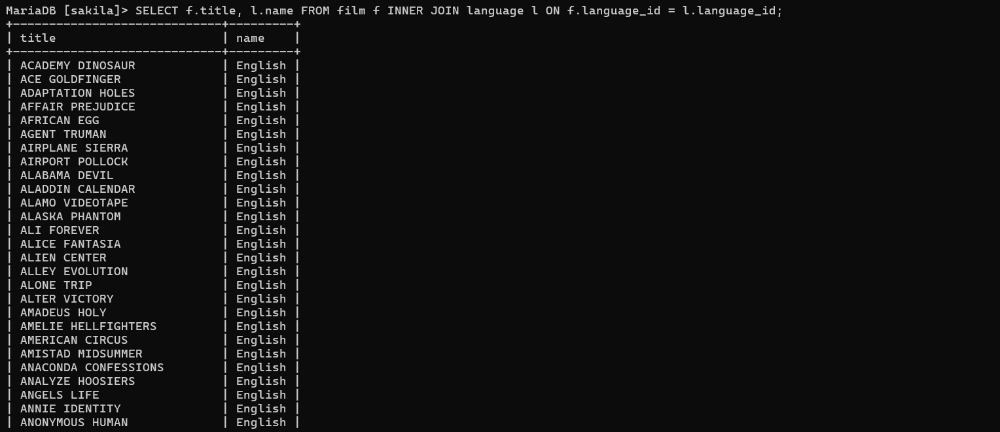 MariaDB [sakila]> SELECT f.title, l.name FROM film f INNER JOIN language l ON f.language_id = l.language_id;
+-----------------------------+---------+
| title                       | name    |
+-----------------------------+---------+
| ACADEMY DINOSAUR            | English |
| ACE GOLDFINGER              | English |
| ADAPTATION HOLES            | English |
| AFFAIR PREJUDICE            | English |
| AFRICAN EGG                 | English |
| AGENT TRUMAN                | English |
| AIRPLANE SIERRA             | English |
| AIRPORT POLLOCK             | English |
| ALABAMA DEVIL               | English |
| ALADDIN CALENDAR            | English |
| ALAMO VIDEOTAPE             | English |
| ALASKA PHANTOM              | English |
| ALI FOREVER                 | English |
| ALICE FANTASIA              | English |
| ALIEN CENTER                | English |
| ALLEY EVOLUTION             | English |
| ALONE TRIP                  | English |
| ALTER VICTORY               | English |
| AMADEUS HOLY                | English |
| AMELIE HELLFIGHTERS         | English |
| AMERICAN CIRCUS             | English |
| AMISTAD MIDSUMMER           | English |
| ANACONDA CONFESSIONS        | English |
| ANALYZE HOOSIERS            | English |
| ANGELS LIFE                 | English |
| ANNIE IDENTITY              | English |
| ANONYMOUS HUMAN             | English |